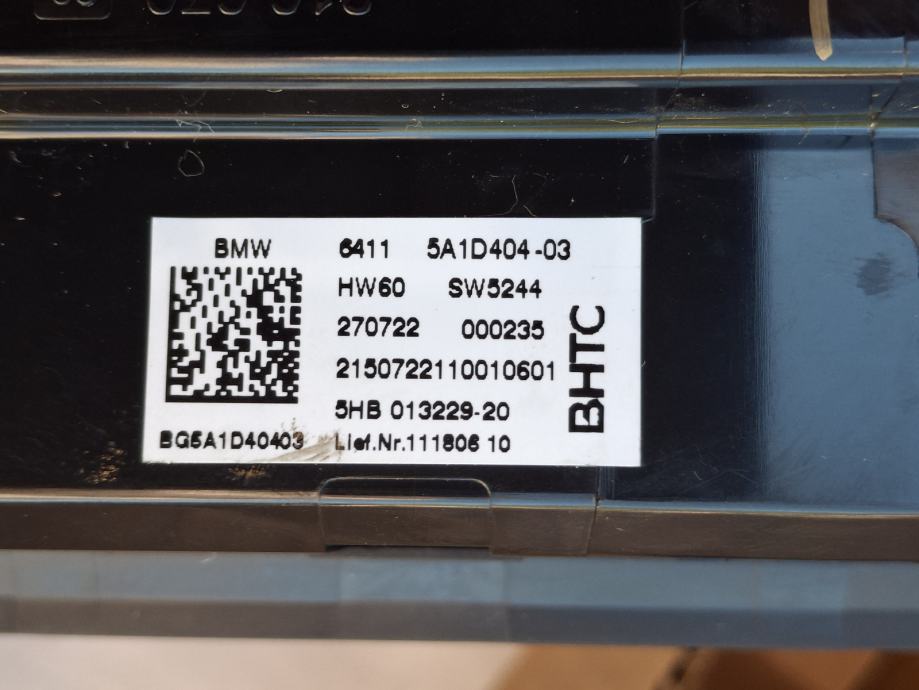 BMW 6411 5A1D404-03
HW60 SW5244
270722 000235
2150722110010601
5HB 013229-20
BG5A1D40403 Lief.Nr.111806 10
BHTC